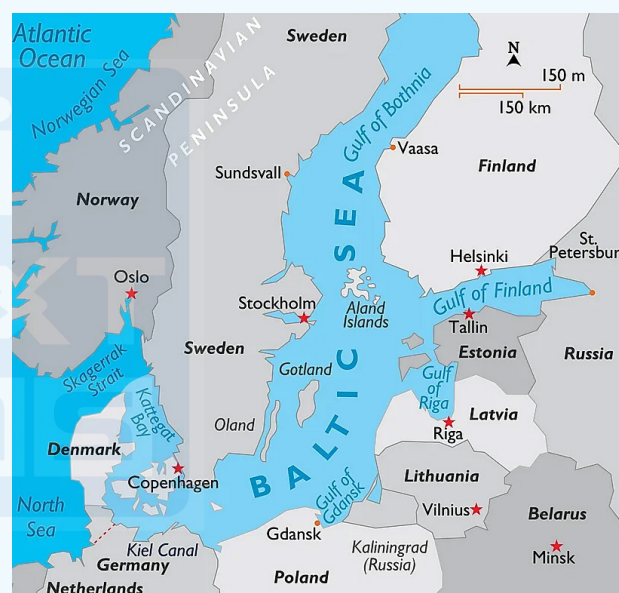 Atlantic
Ocean
Norwegian Sea
SCANDINAVIAN
PENINSULA
Sweden
N
150 m
150 km
Gulf of Bothnia
Vaasa
Sundsvall
Finland
Norway
BALTIC SEA
St.
Petersbur
Helsinki
Oslo
Stockholm
Aland
Islands
Gulf of Finland
Tallin
Skagerrak
Strait
Sweden
Gotland
Estonia
Russia
Kattegat
Bay
Oland
Gulf
of
Riga
Latvia
Riga
Denmark
Copenhagen
Lithuania
Gulf of
Gdansk
Vilnius
Belarus
North
Sea
Kiel Canal
Gdansk
Kaliningrad
(Russia)
Minsk
Germany
Poland
Netherlands